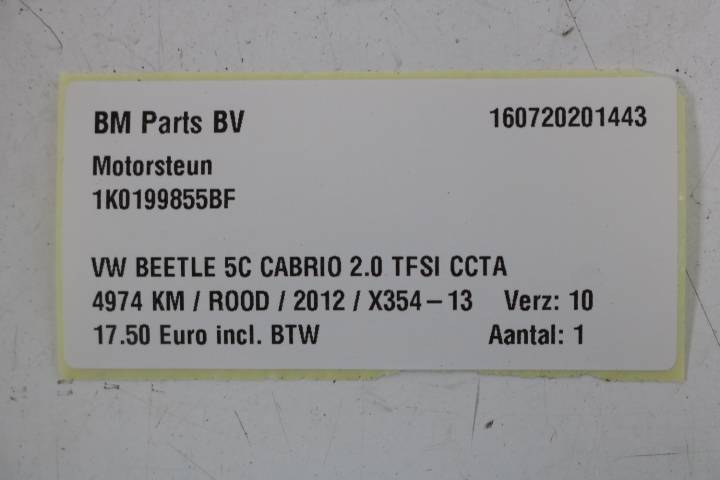 BM Parts BV 160720201443
Motorsteun
1K0199855BF
VW BEETLE 5C CABRIO 2.0 TFSI CCTA
4974 KM / ROOD / 2012 / X354-13 Verz: 10
17.50 Euro incl. BTW Aantal: 1